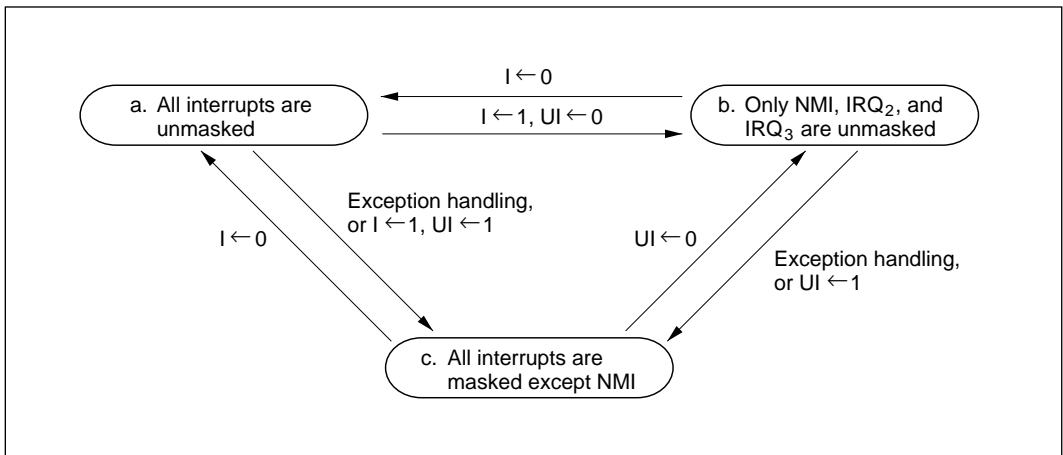 I ← 0
a. All interrupts are
unmasked
I ← 1, UI ← 0
b. Only NMI, IRQ₂, and
IRQ₃ are unmasked
Exception handling,
or I ← 1, UI ← 1
I ← 0
UI ← 0
Exception handling,
or UI ← 1
c. All interrupts are
masked except NMI